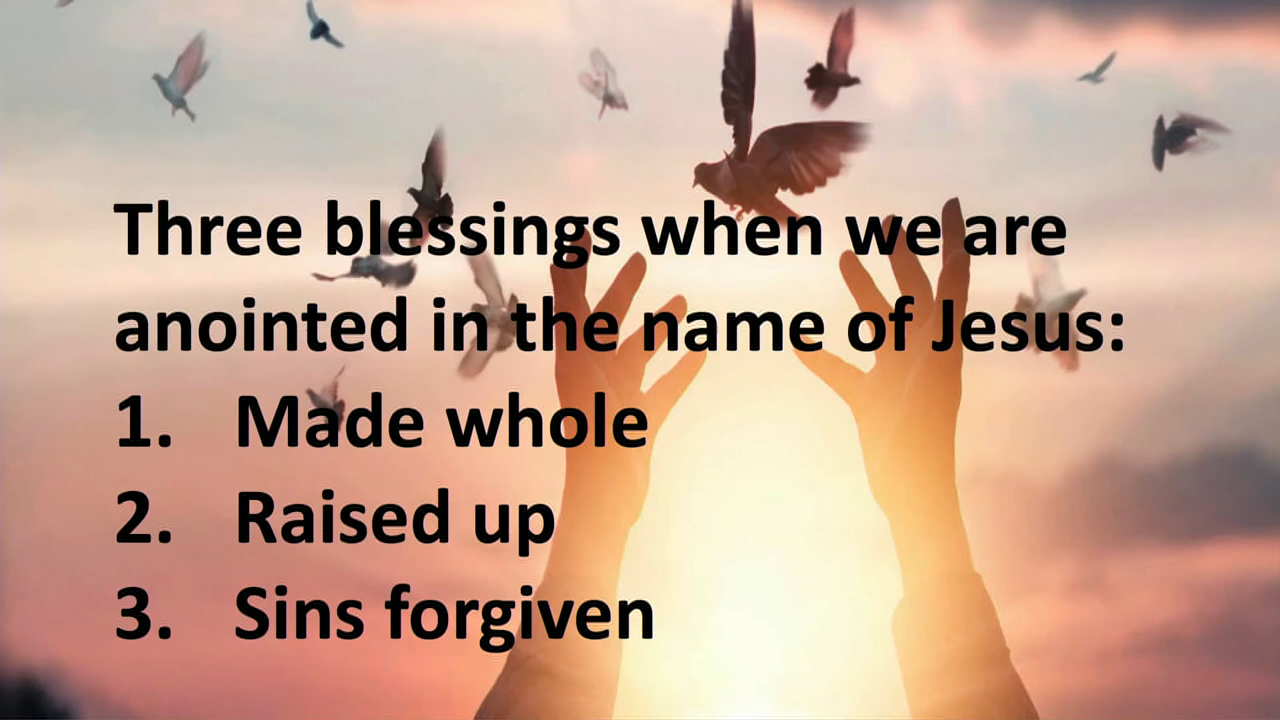 Three blessings when we are
anointed in the name of Jesus:
1. Made whole
2. Raised up
3. Sins forgiven